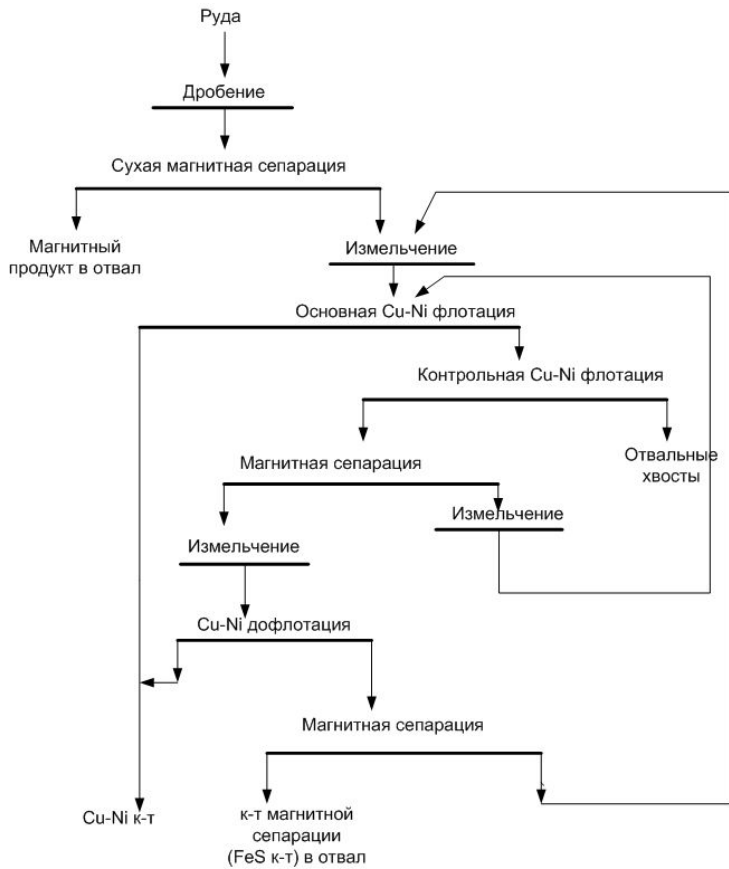 Руда
Дробение
Сухая магнитная сепарация
Магнитный
продукт в отвал
Измельчение
Основная Cu-Ni флотация
Контрольная Cu-Ni флотация
Магнитная сепарация
Отвальные
хвосты
Измельчение
Измельчение
Cu-Ni дофлотация
Магнитная сепарация
Cu-Ni к-т
к-т магнитной
сепарации
(FeS к-т) в отвал